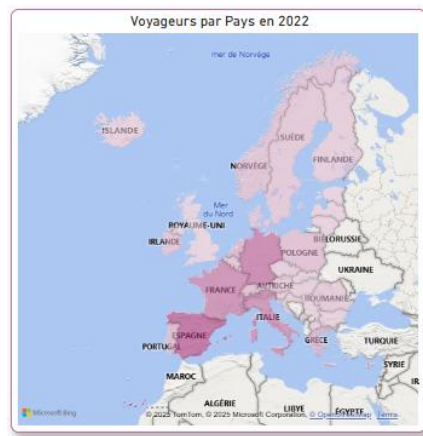 Voyageurs par Pays en 2022
mer de Norvège
ISLANDE
SUÈDE
FINLANDE
NORVÈGE
Mer
du Nord
ROYAUME-UNI
IRLANDE
BIÉLORUSSIE
POLOGNE
UKRAINE
AUTRICHE
FRANCE
ROUMANIE
ITALIE
ESPAGNE
PORTUGAL
GRÈCE
TURQUIE
SYRIE
MAROC
IR
ALGÉRIE
LIBYE
ÉGYPTE
Microsoft Bing
© 2025 TomTom, © 2025 Microsoft Corporation, © OpenStreetMap Terms